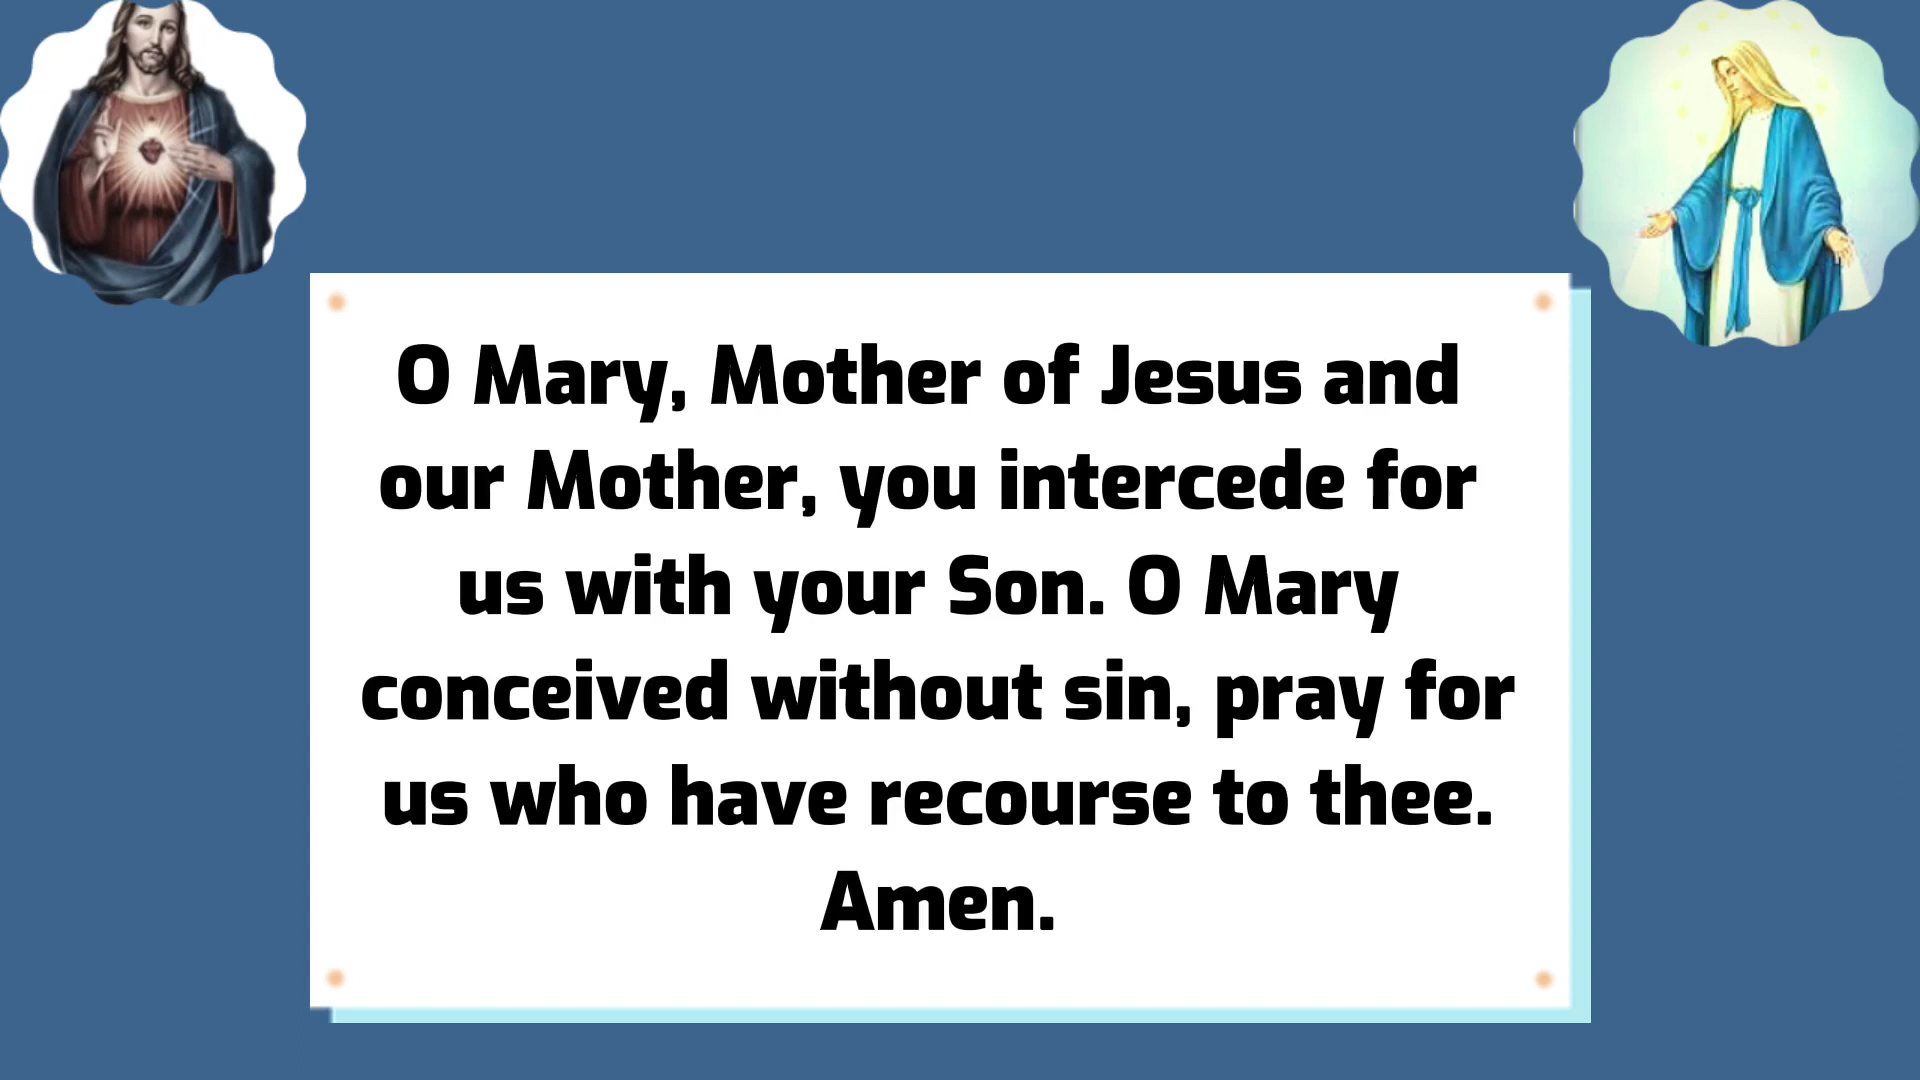 O Mary, Mother of Jesus and
our Mother, you intercede for
us with your Son. O Mary
conceived without sin, pray for
us who have recourse to thee.
Amen.